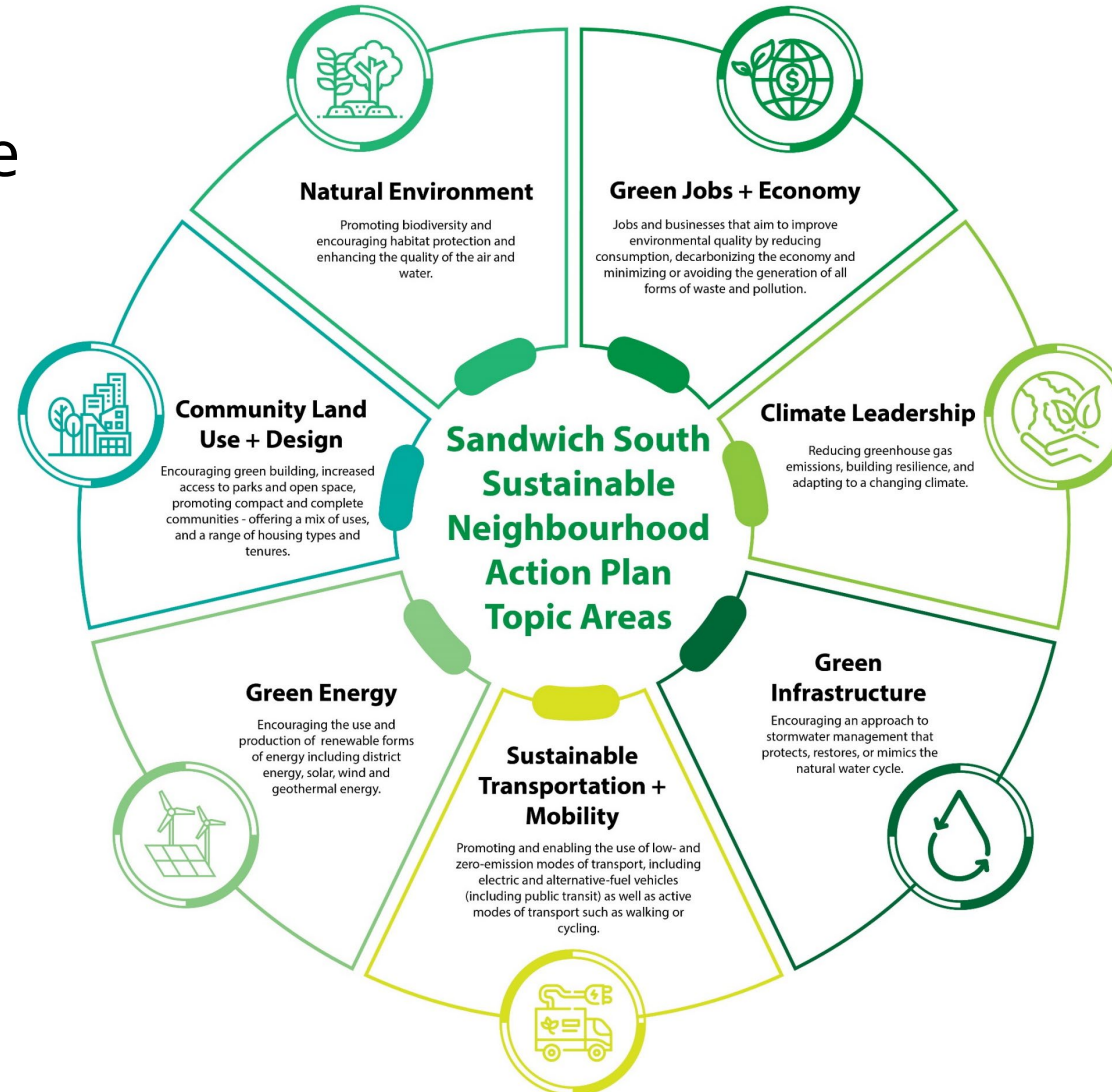 e
Natural Environment
Promoting biodiversity and
encouraging habitat protection and
enhancing the quality of the air and
water.
Green Jobs + Economy
Jobs and businesses that aim to improve
environmental quality by reducing
consumption, decarbonizing the economy and
minimizing or avoiding the generation of all
forms of waste and pollution.
$
Community Land
Use + Design
Encouraging green building, increased
access to parks and open space,
promoting compact and complete
communities - offering a mix of uses,
and a range of housing types and
tenures.
Sandwich South
Sustainable
Neighbourhood
Action Plan
Topic Areas
Climate Leadership
Reducing greenhouse gas
emissions, building resilience, and
adapting to a changing climate.
Green Energy
Encouraging the use and
production of renewable forms
of energy including district
energy, solar, wind and
geothermal energy.
Sustainable
Transportation +
Mobility
Promoting and enabling the use of low- and
zero-emission modes of transport, including
electric and alternative-fuel vehicles
(including public transit) as well as active
modes of transport such as walking or
cycling.
Green
Infrastructure
Encouraging an approach to
stormwater management that
protects, restores, or mimics the
natural water cycle.